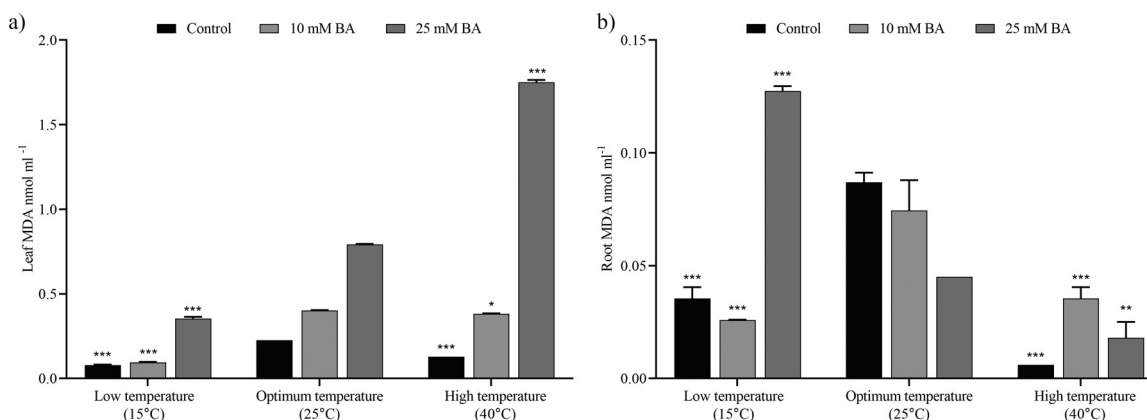 a)
Control 10 mM BA 25 mM BA
2.0
1.5
1.0
0.5
0.0
Leaf MDA nmol ml ⁻¹
*** *** ***
*** * ***
Low temperature
(15°C)
Optimum temperature
(25°C)
High temperature
(40°C)
b)
Control 10 mM BA 25 mM BA
0.15
0.10
0.05
0.00
Root MDA nmol ml⁻¹
*** *** ***
*** *** **
Low temperature
(15°C)
Optimum temperature
(25°C)
High temperature
(40°C)